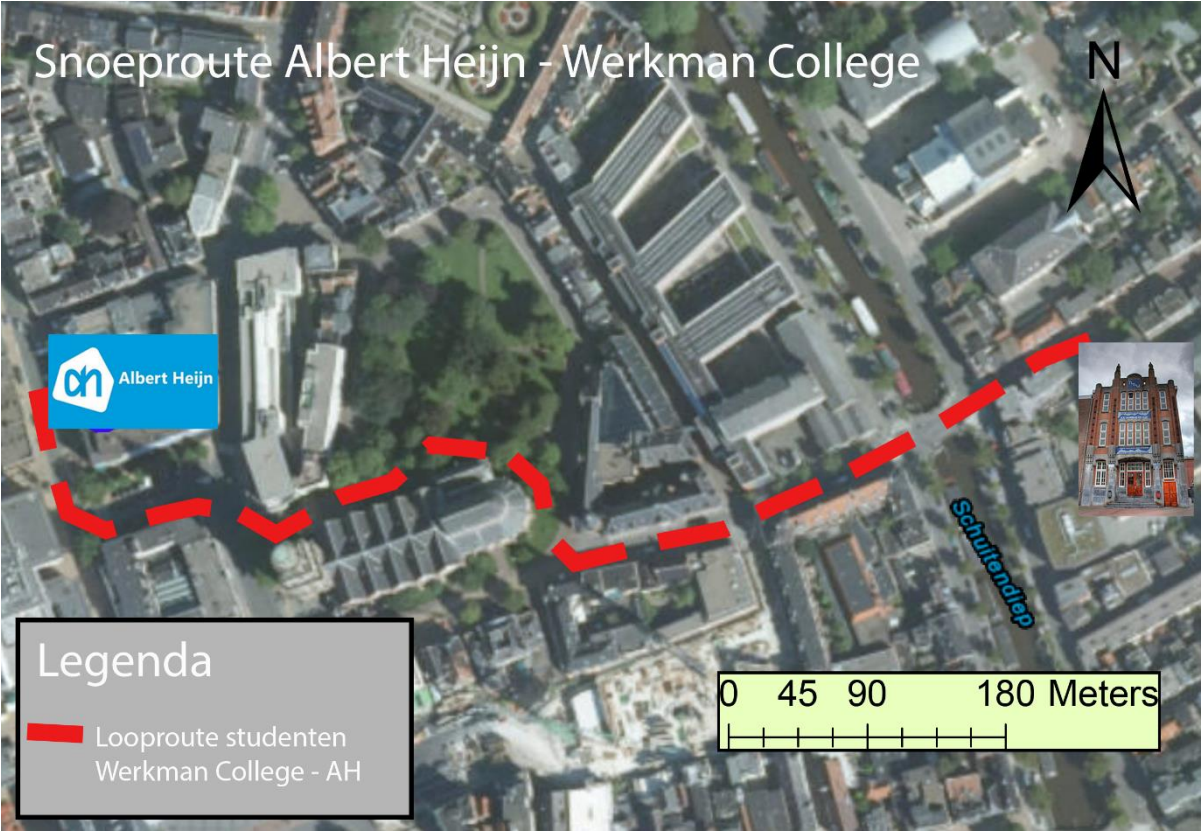 Snoeproute Albert Heijn - Werkman College
N
Albert Heijn
Schuitendiep
Legenda
Looproute studenten
Werkman College - AH
0 45 90 180 Meters